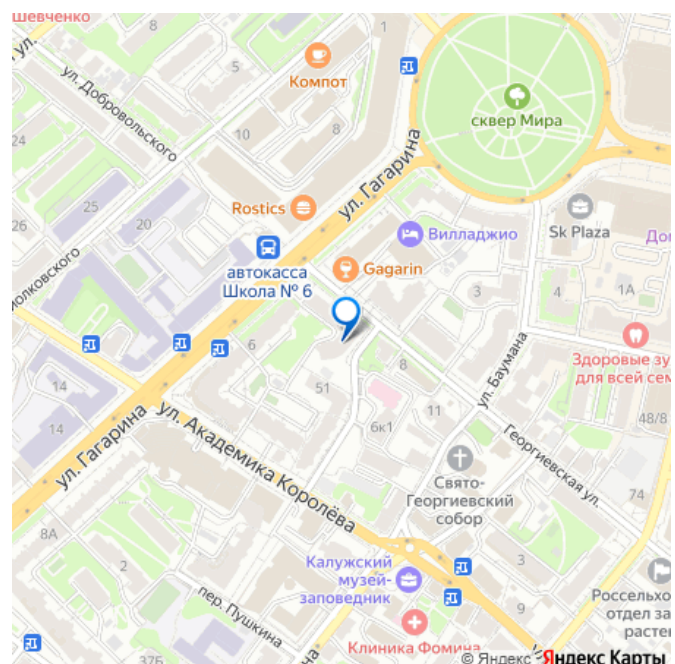 Шевченко
8
5
ул. Добровольского
Компот
1
сквер Мира
24
10
8
ул. Гагарина
25
20
Rostics
Вилладжио
Sk Plaza
26
автокасса
Школа № 6
Gagarin
3
4
1А
6
4
Здоровые зу
для всей сем
14
51
8
ул. Баумана
14
6к1
11
48/8
ул. Гагарина
ул. Академика Королёва
Свято-
Георгиевский
собор
Георгиевская ул.
74
8А
2
Калужский
музей-
заповедник
3
пер. Пушкина
9
Россельхо
отдел за
растен
Клиника Фомина
37Б
© Яндекс Яндекс Карты